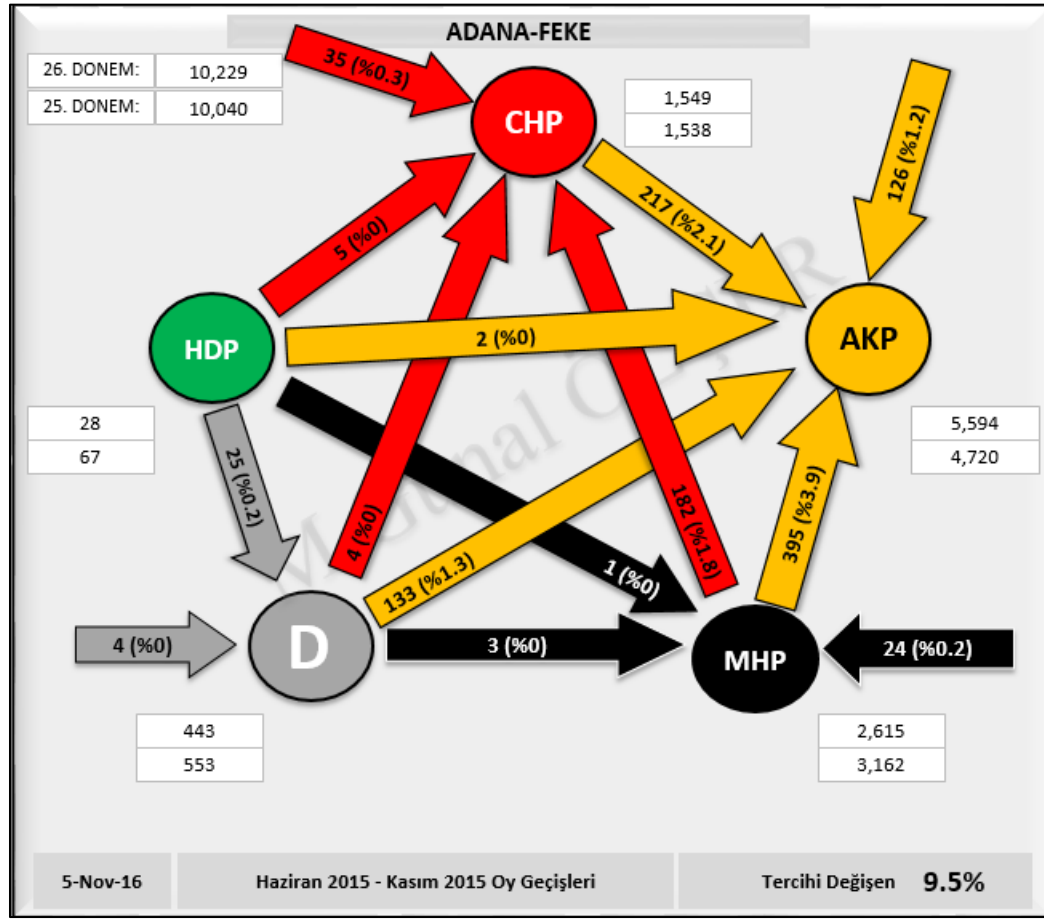 ADANA-FEKE
26. DONEM: 10,229
25. DONEM: 10,040
35 (%0.3)
CHP
1,549
1,538
126 (%1.2)
5 (%0)
217 (%2.1)
HDP
2 (%0)
AKP
28
67
5,594
4,720
25 (%0.2)
4 (%0)
182 (%1.8)
395 (%3.9)
133 (%1.3)
1 (%0)
4 (%0)
D
3 (%0)
MHP
24 (%0.2)
443
553
2,615
3,162
5-Nov-16
Haziran 2015 - Kasım 2015 Oy Geçişleri
Tercihi Değişen 9.5%